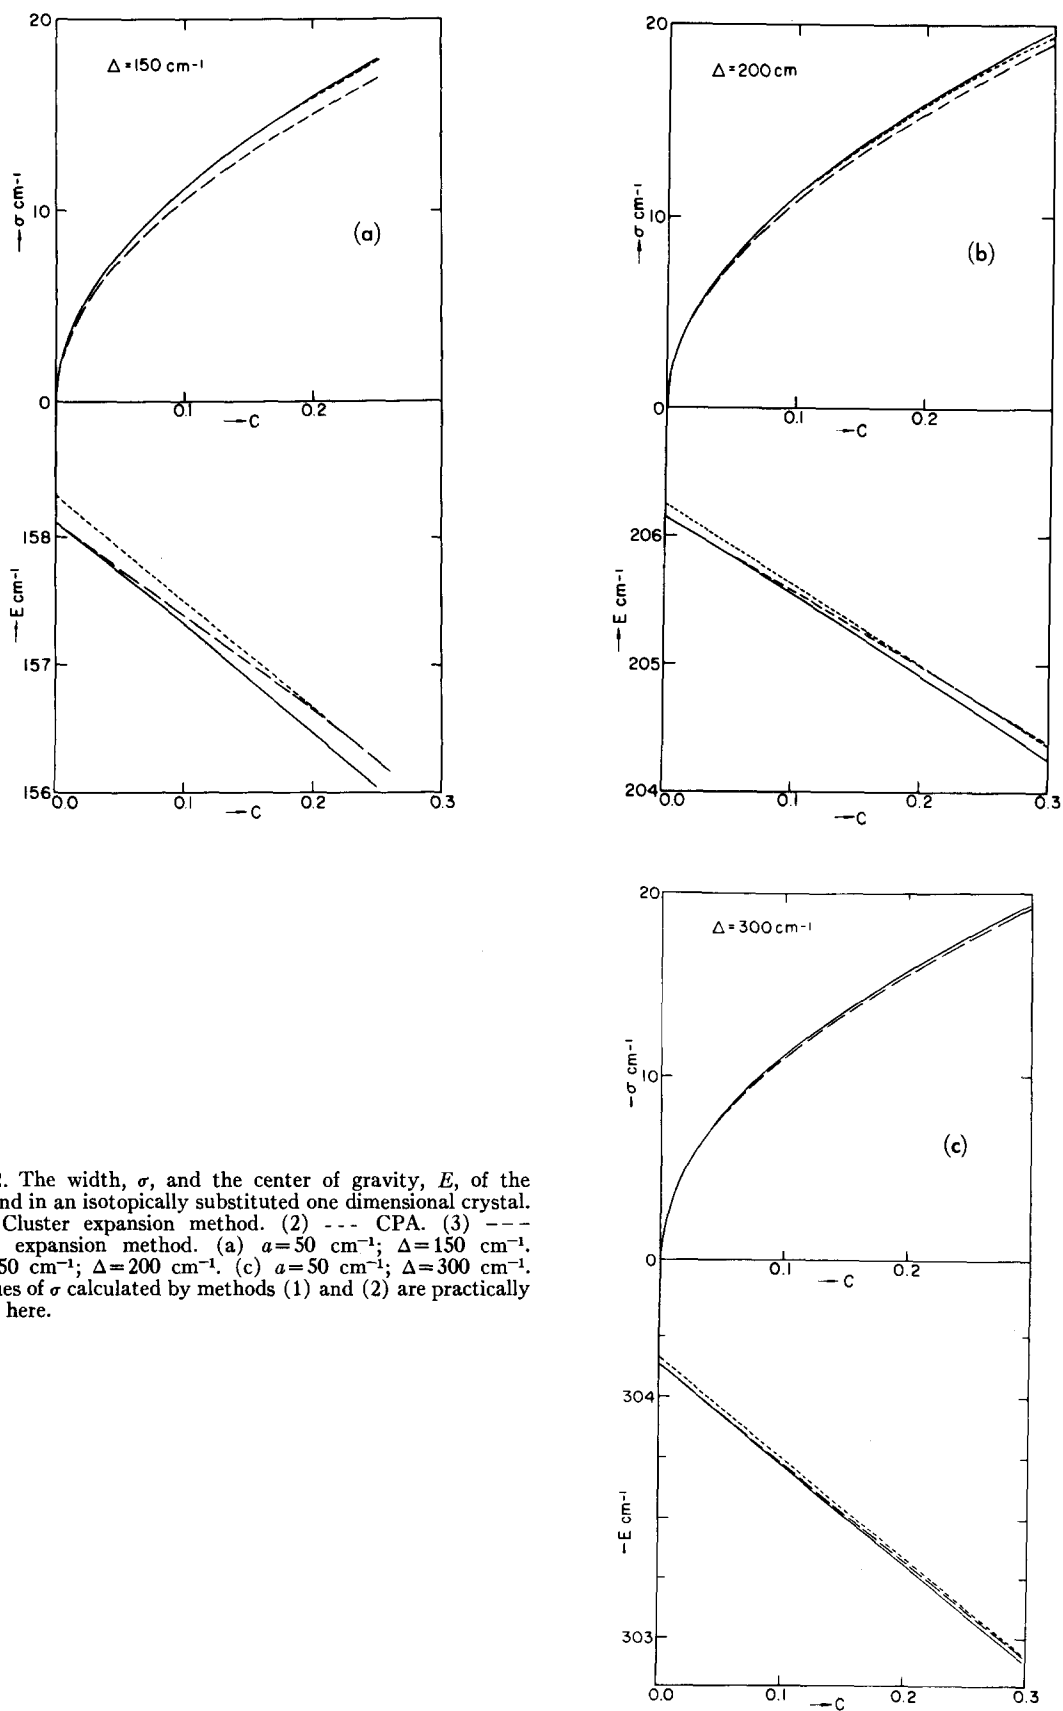 20
Δ=150 cm⁻¹
→σ cm⁻¹
10
(a)
0
0.1
0.2
→C
158
→E cm⁻¹
157
156
0.0
0.1
0.2
0.3
→C
20
Δ=200 cm
→σ cm⁻¹
10
(b)
0
0.1
0.2
→C
206
→E cm⁻¹
205
204
0.0
0.1
0.2
0.3
→C
20
Δ=300 cm⁻¹
→σ cm⁻¹
10
(c)
0
0.1
0.2
→C
304
→E cm⁻¹
303
0.0
0.1
0.2
0.3
→C
2. The width, σ, and the center of gravity, E, of the
nd in an isotopically substituted one dimensional crystal.
Cluster expansion method. (2) --- CPA. (3) ---
expansion method. (a) a=50 cm⁻¹; Δ=150 cm⁻¹.
50 cm⁻¹; Δ=200 cm⁻¹. (c) a=50 cm⁻¹; Δ=300 cm⁻¹.
ues of σ calculated by methods (1) and (2) are practically
here.